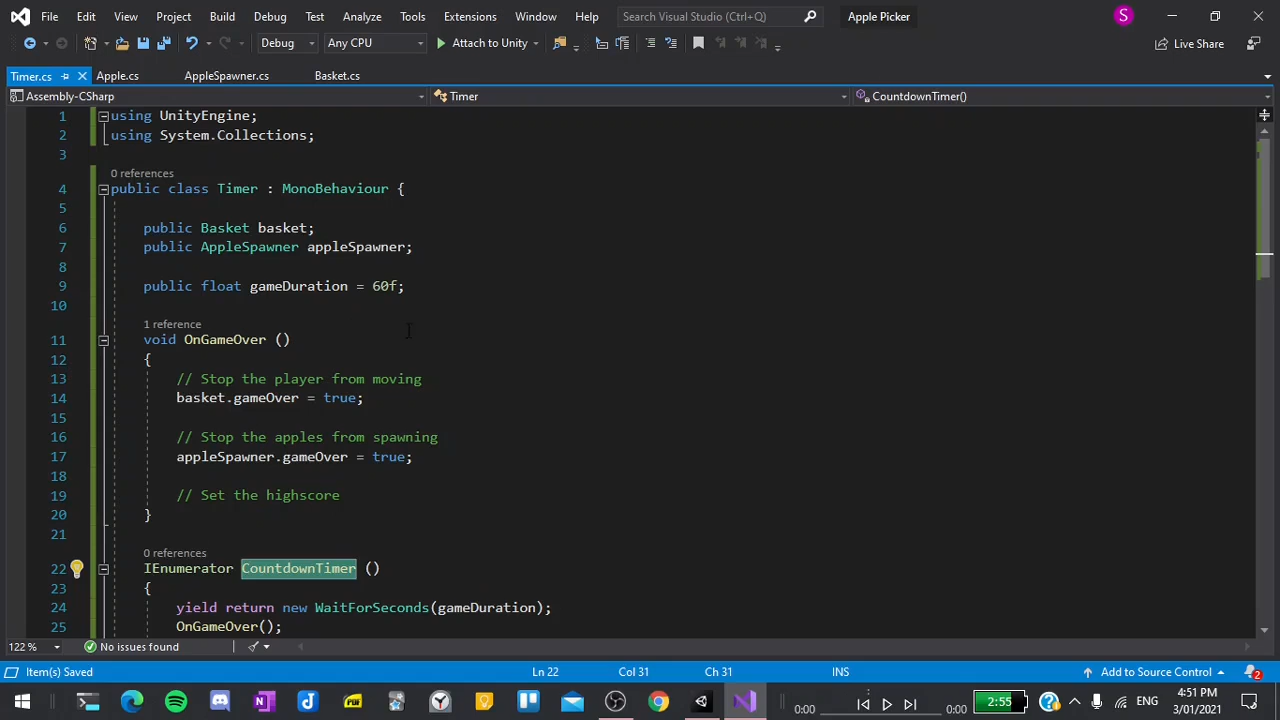 File Edit View Project Build Debug Test Analyze Tools Extensions Window Help Search Visual Studio (Ctrl+Q) Apple Picker S
Debug Any CPU Attach to Unity Live Share
Timer.cs Apple.cs AppleSpawner.cs Basket.cs
Assembly-CSharp Timer CountdownTimer()
1 using UnityEngine;
2 using System.Collections;
3
0 references
4 public class Timer : MonoBehaviour {
5
6 public Basket basket;
7 public AppleSpawner appleSpawner;
8
9 public float gameDuration = 60f;
10
1 reference
11 void OnGameOver ()
12 {
13 // Stop the player from moving
14 basket.gameOver = true;
15
16 // Stop the apples from spawning
17 appleSpawner.gameOver = true;
18
19 // Set the highscore
20 }
21
0 references
22 IEnumerator CountdownTimer ()
23 {
24 yield return new WaitForSeconds(gameDuration);
25 OnGameOver();
122 % No issues found
Item(s) Saved Ln 22 Col 31 Ch 31 INS Add to Source Control 2
0:00 0:00 2:55 ENG 4:51 PM
3/01/2021